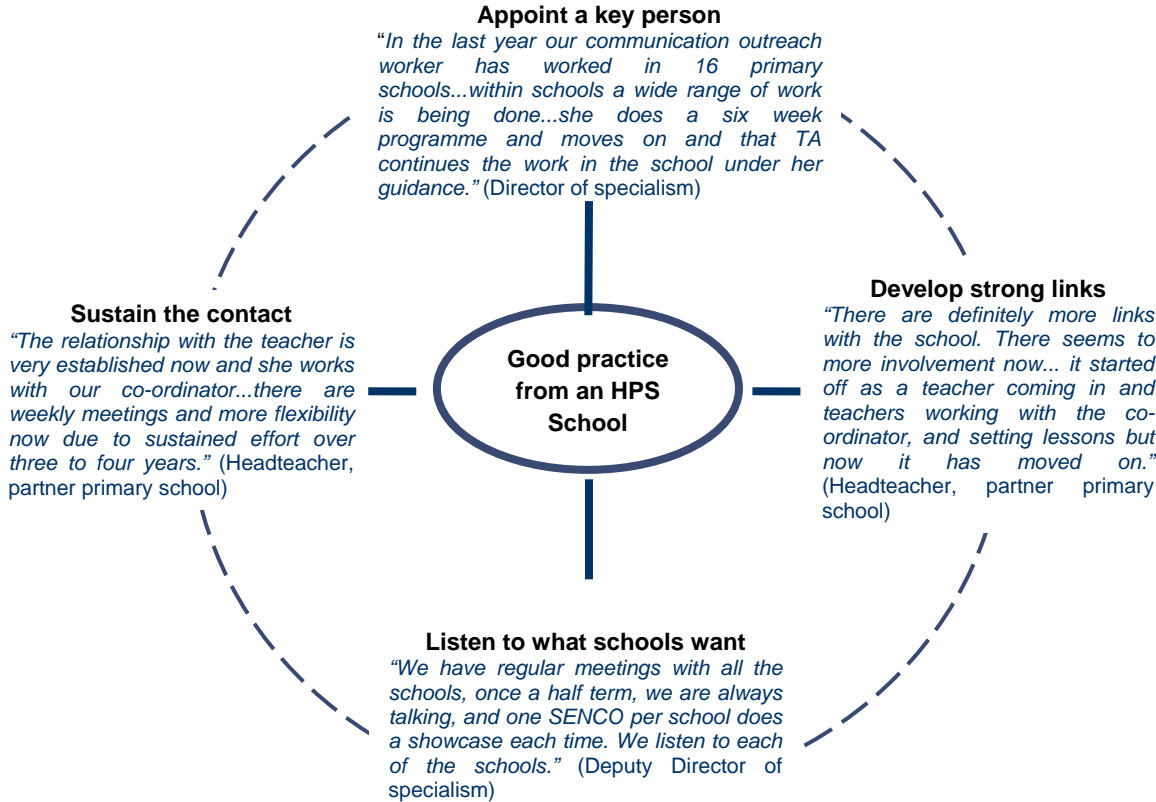 Appoint a key person
“In the last year our communication outreach
worker has worked in 16 primary
schools...within schools a wide range of work
is being done...she does a six week
programme and moves on and that TA
continues the work in the school under her
guidance.” (Director of specialism)
Sustain the contact
“The relationship with the teacher is
very established now and she works
with our co-ordinator...there are
weekly meetings and more flexibility
now due to sustained effort over
three to four years.” (Headteacher,
partner primary school)
Good practice
from an HPS
School
Develop strong links
“There are definitely more links
with the school. There seems to
more involvement now... it started
off as a teacher coming in and
teachers working with the co-
ordinator, and setting lessons but
now it has moved on.”
(Headteacher, partner primary
school)
Listen to what schools want
“We have regular meetings with all the
schools, once a half term, we are always
talking, and one SENCO per school does
a showcase each time. We listen to each
of the schools.” (Deputy Director of
specialism)